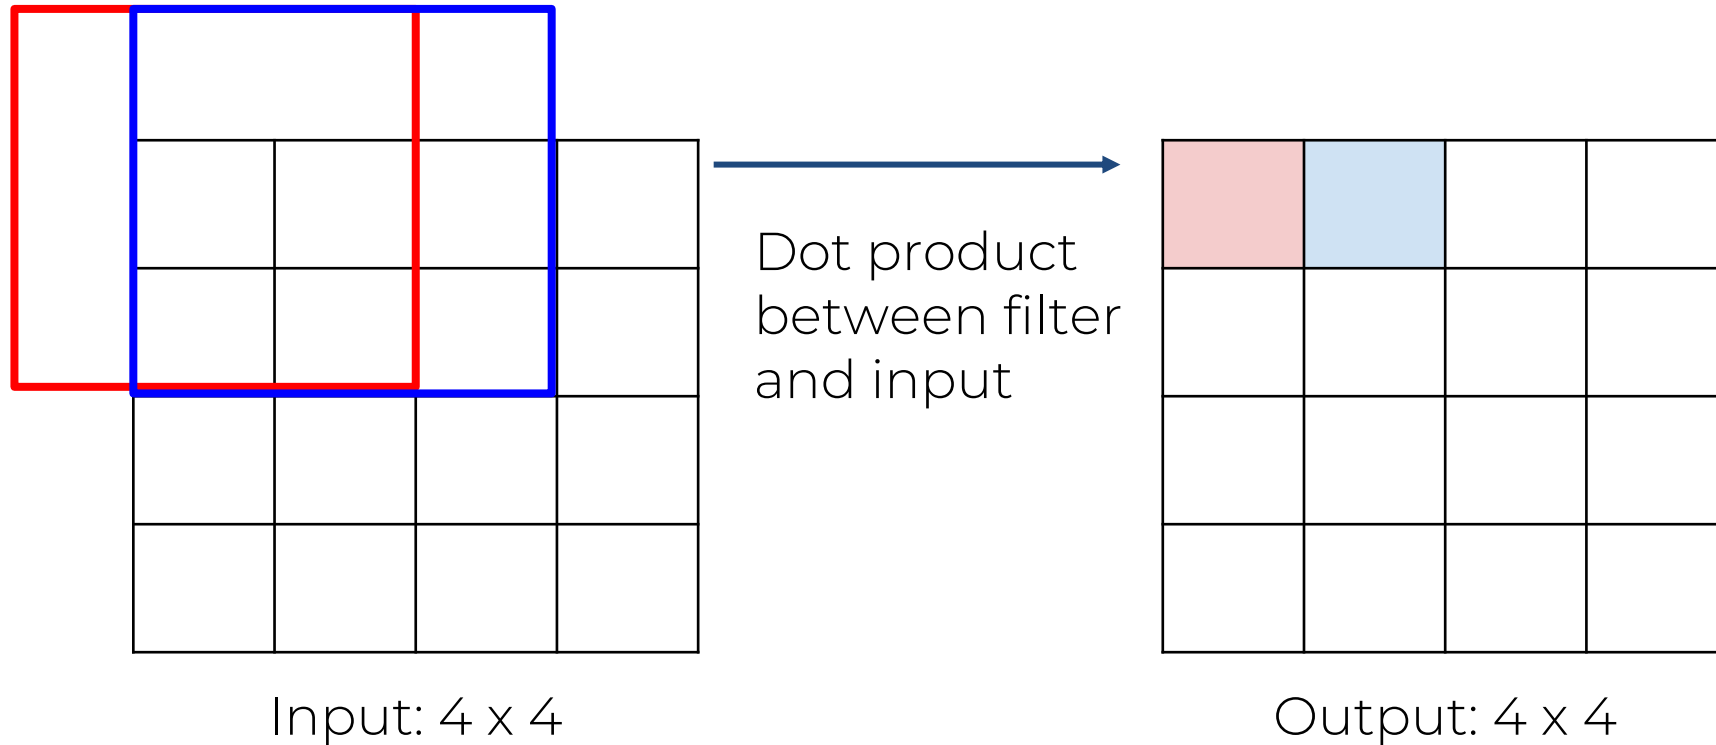 Dot product
between filter
and input
Input: 4 x 4
Output: 4 x 4